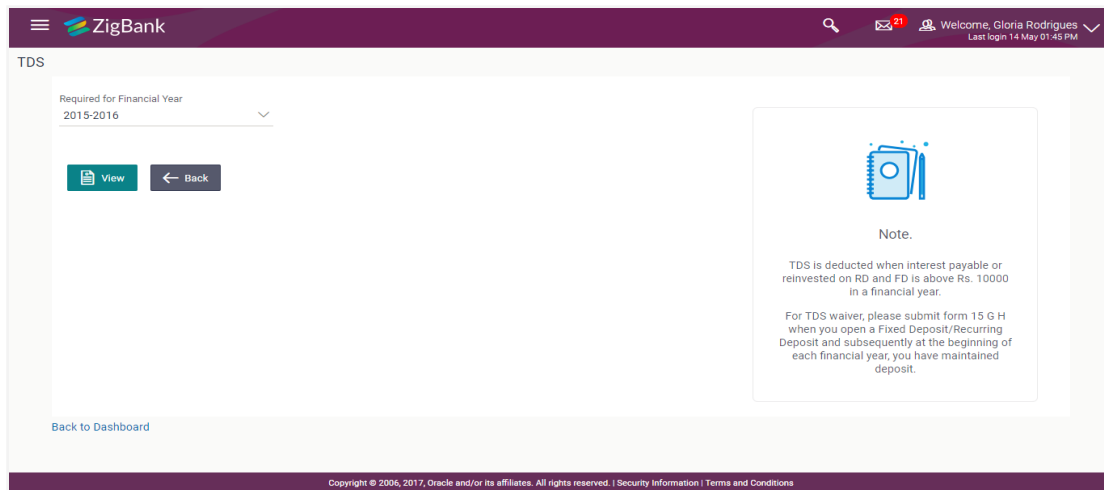 ZigBank
21
Welcome, Gloria Rodrigues
Last login 14 May 01:45 PM
TDS
Required for Financial Year
2015-2016
View
Back
Note.
TDS is deducted when interest payable or
reinvested on RD and FD is above Rs. 10000
in a financial year.
For TDS waiver, please submit form 15 G H
when you open a Fixed Deposit/Recurring
Deposit and subsequently at the beginning of
each financial year, you have maintained
deposit.
Back to Dashboard
Copyright © 2006, 2017, Oracle and/or its affiliates. All rights reserved. | Security Information | Terms and Conditions